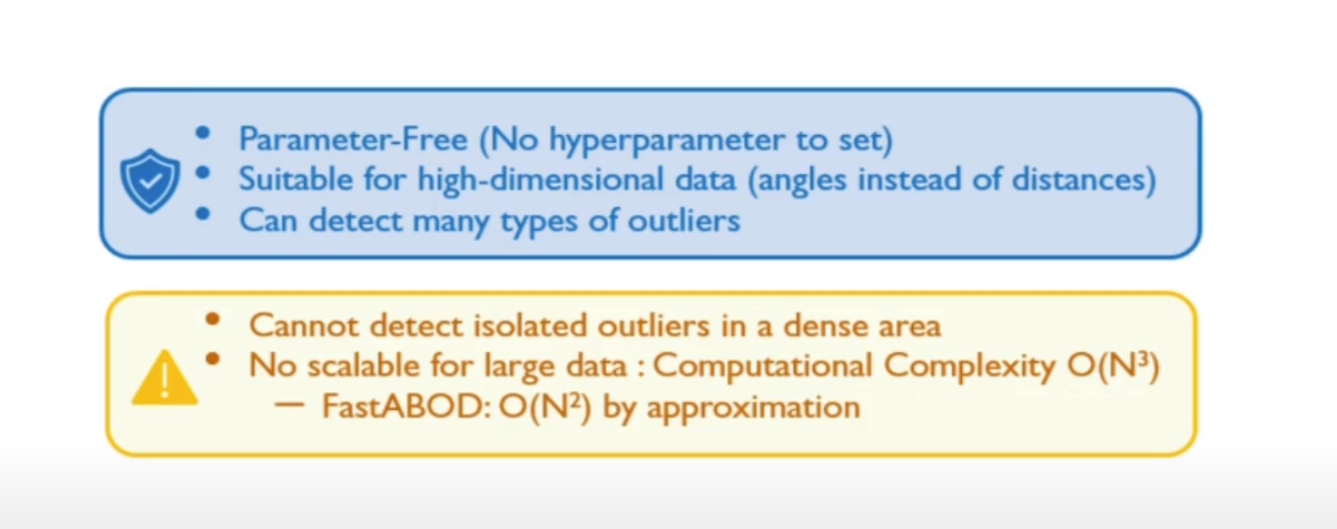 • Parameter-Free (No hyperparameter to set)
• Suitable for high-dimensional data (angles instead of distances)
• Can detect many types of outliers
• Cannot detect isolated outliers in a dense area
• No scalable for large data : Computational Complexity O(N³)
— FastABOD: O(N²) by approximation